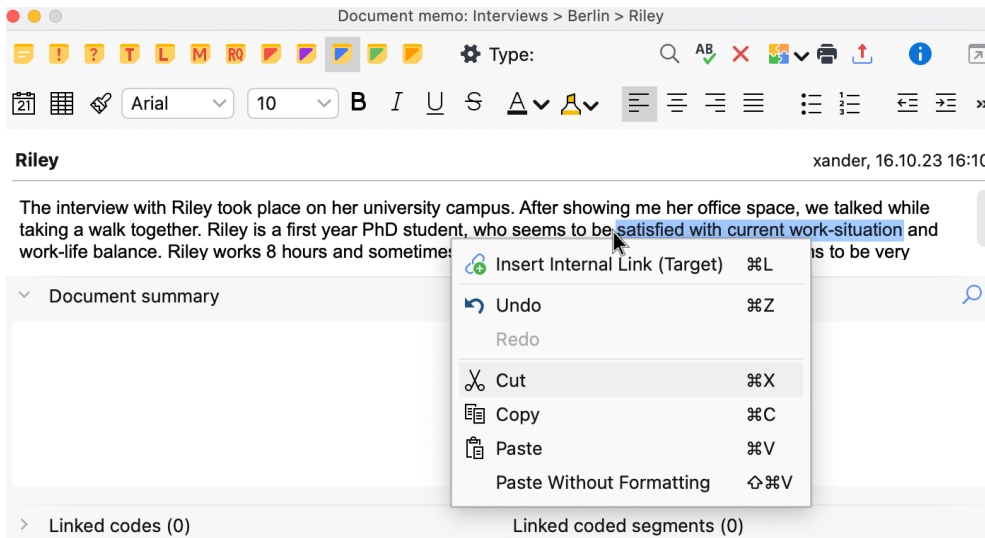 Document memo: Interviews > Berlin > Riley
! ? T L M RQ Type: AB
21 Arial 10 B I U S A
Riley xander, 16.10.23 16:10
The interview with Riley took place on her university campus. After showing me her office space, we talked while
taking a walk together. Riley is a first year PhD student, who seems to be satisfied with current work-situation and
work-life balance. Riley works 8 hours and sometimes to be very
Insert Internal Link (Target) ⌘L
Document summary
Undo ⌘Z
Redo
Cut ⌘X
Copy ⌘C
Paste ⌘V
Paste Without Formatting ⇧⌘V
Linked codes (0) Linked coded segments (0)